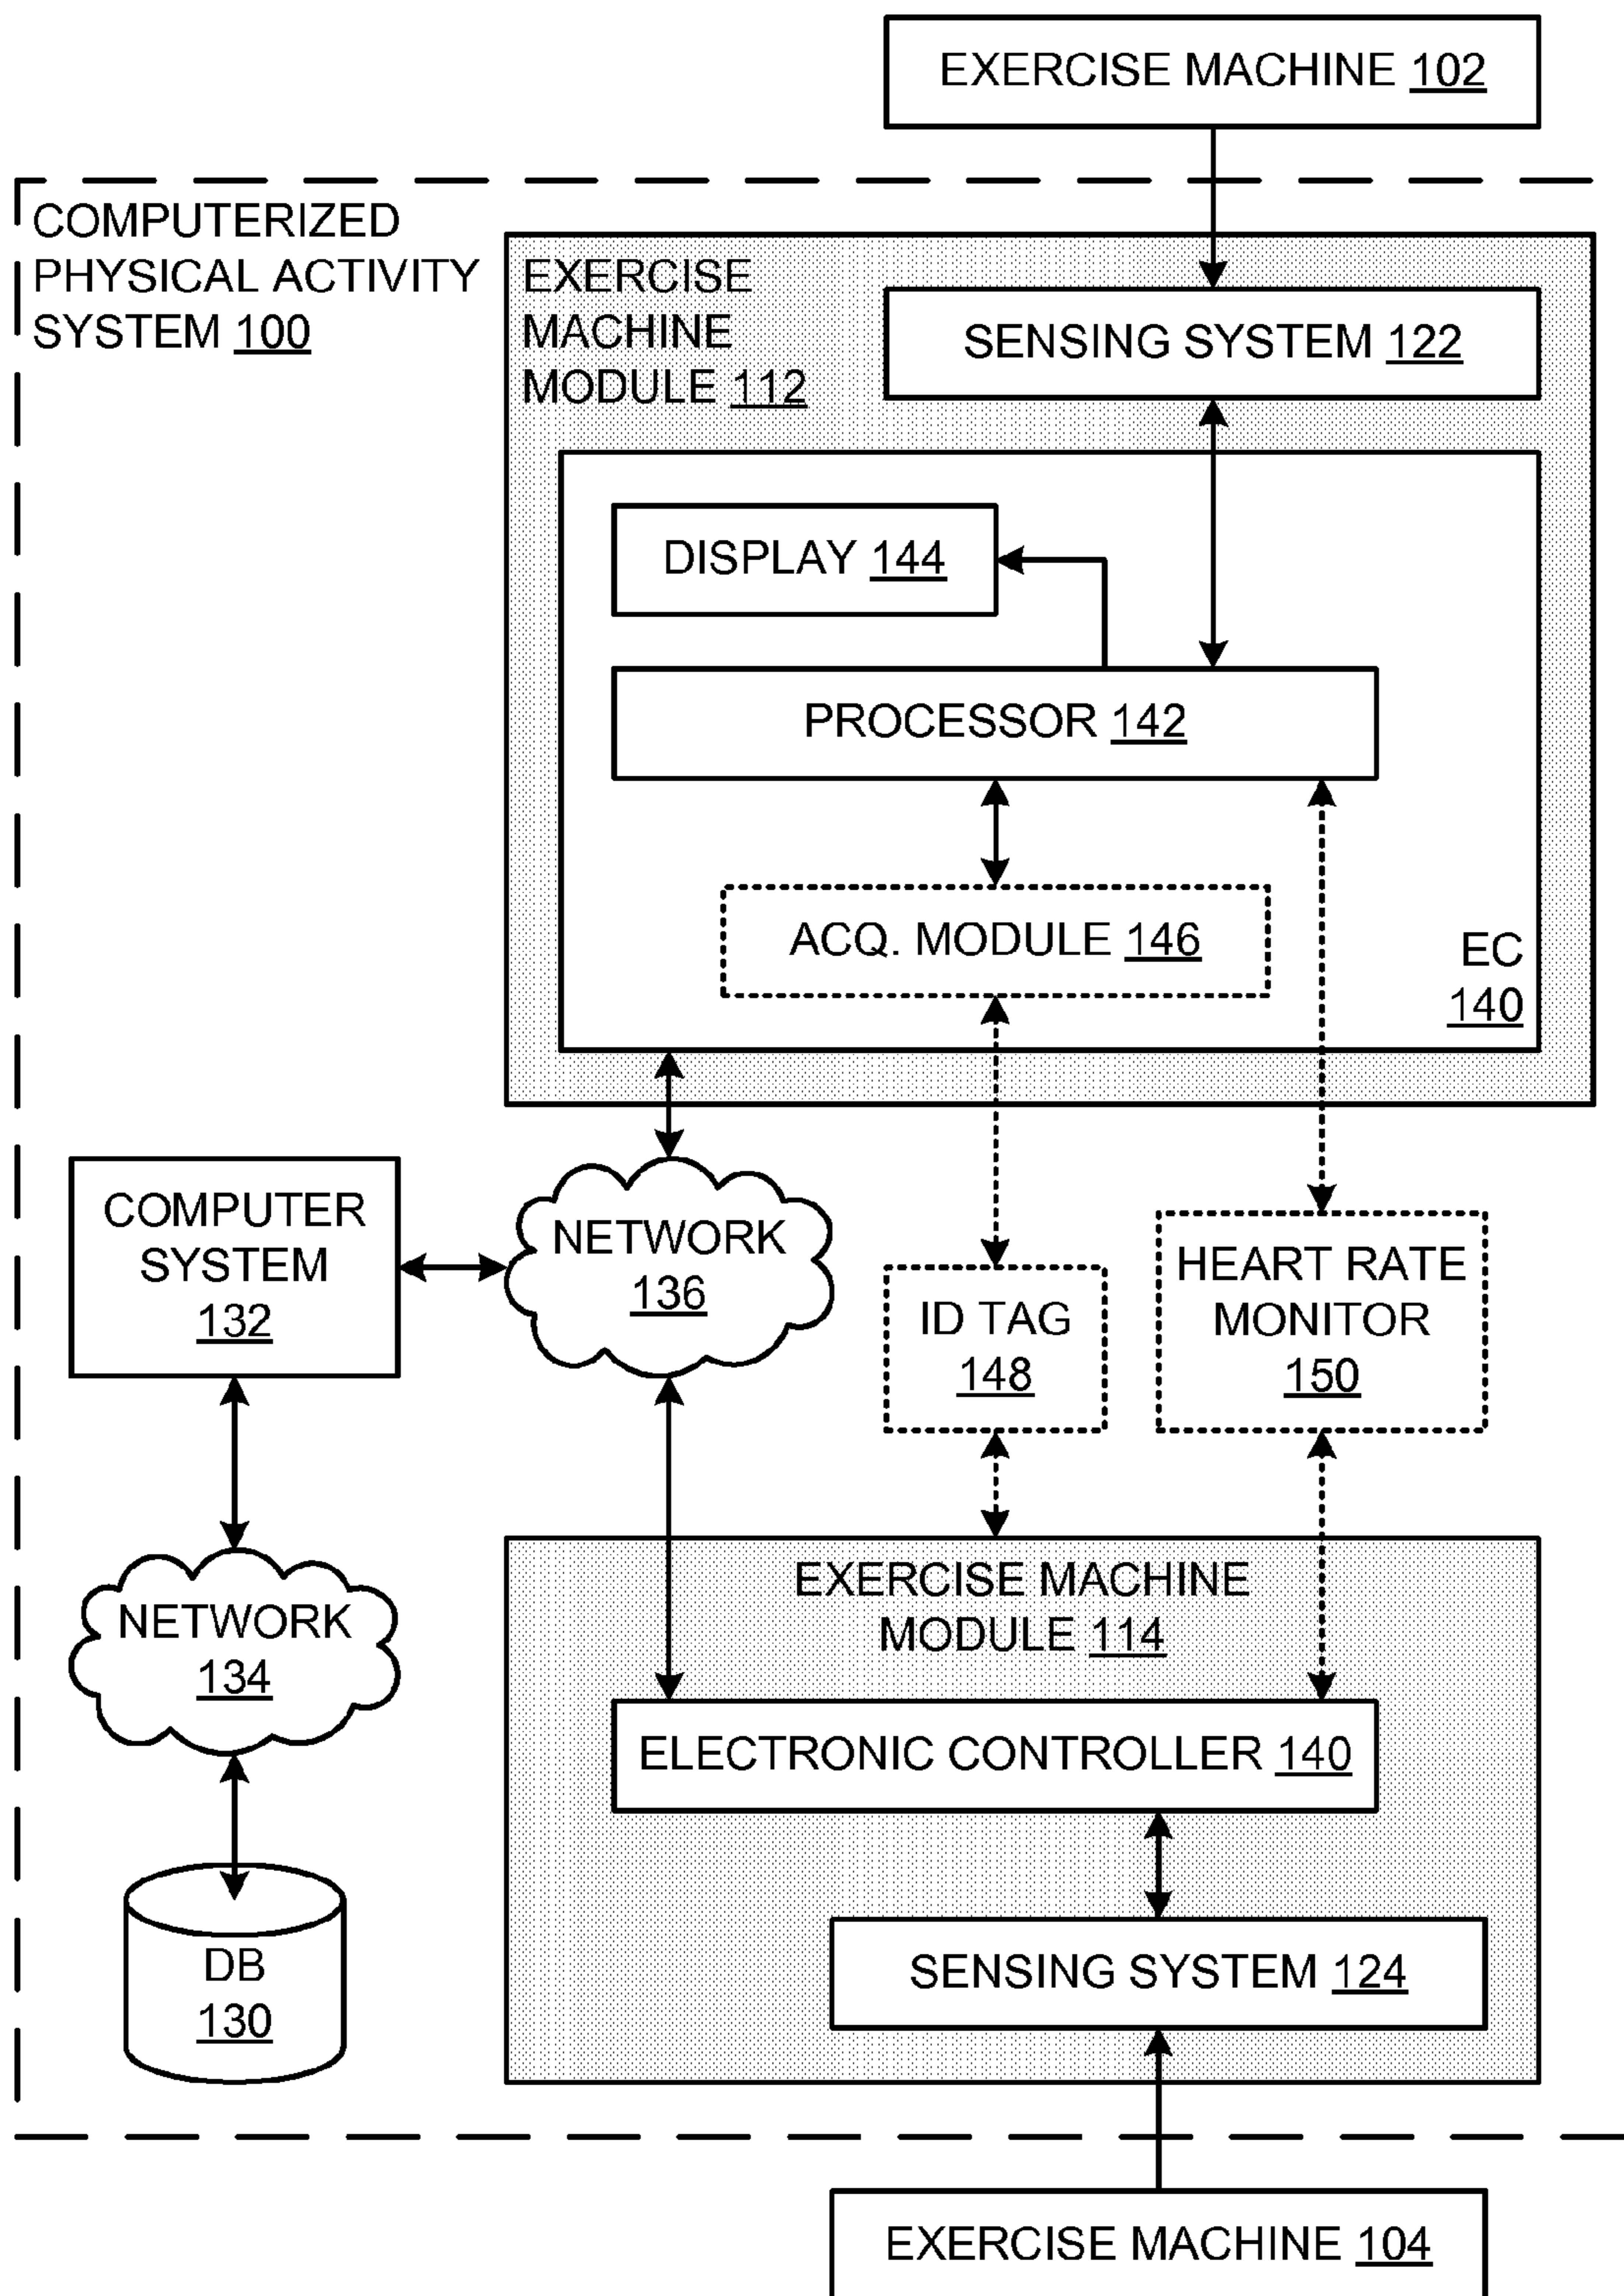 EXERCISE MACHINE 102
COMPUTERIZED
PHYSICAL ACTIVITY
SYSTEM 100
EXERCISE
MACHINE
MODULE 112
SENSING SYSTEM 122
DISPLAY 144
PROCESSOR 142
ACQ. MODULE 146
EC
140
COMPUTER
SYSTEM
132
NETWORK
136
ID TAG
148
HEART RATE
MONITOR
150
NETWORK
134
EXERCISE MACHINE
MODULE 114
ELECTRONIC CONTROLLER 140
DB
130
SENSING SYSTEM 124
EXERCISE MACHINE 104